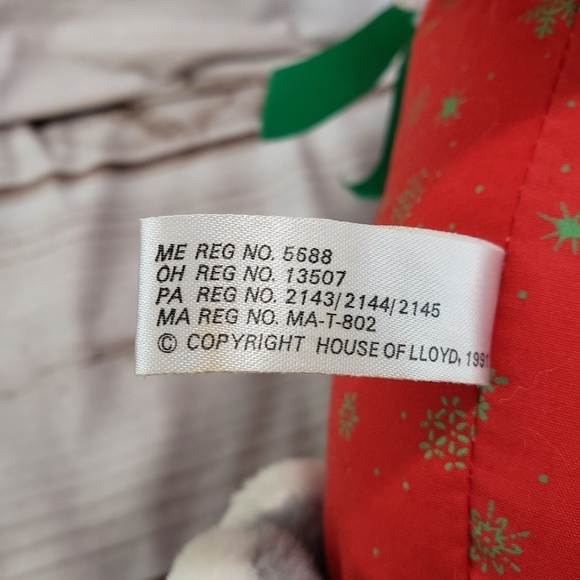 ME REG NO. 5688
OH REG NO. 13507
PA REG NO. 2143/2144/2145
MA REG NO. MA-T-802
© COPYRIGHT HOUSE OF LLOYD, 1991